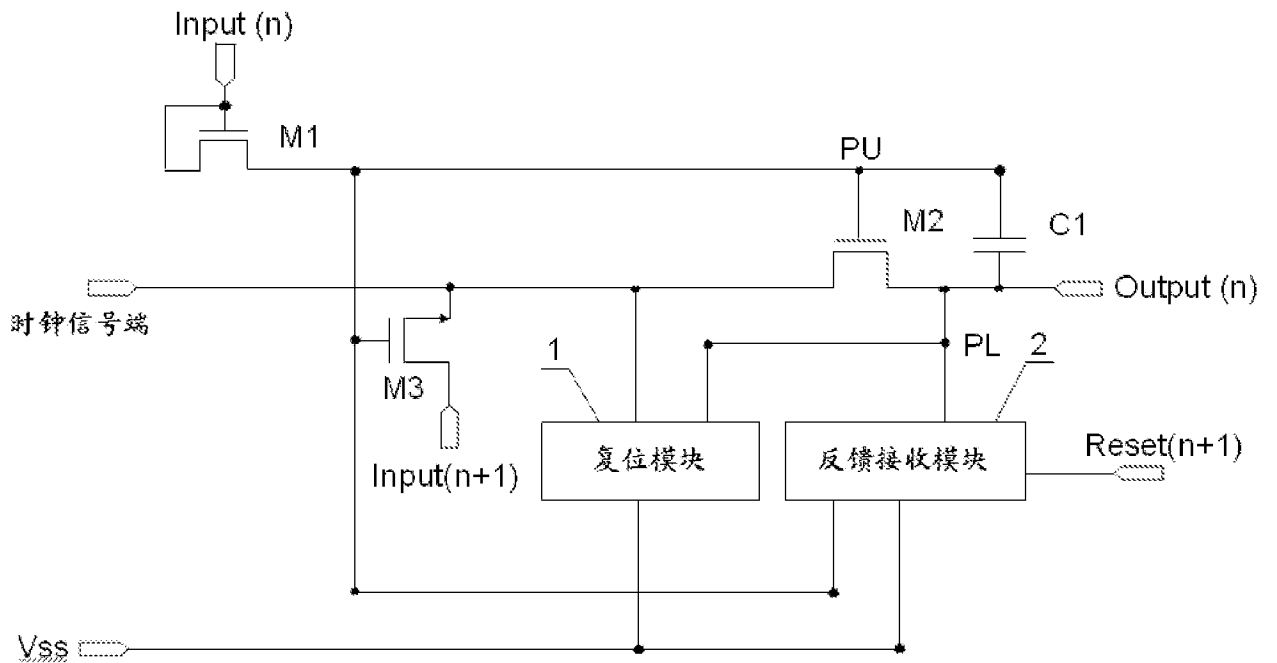 Input (n)
M1
PU
M2
C1
时钟信号端
Output (n)
M3
1
PL
2
Input(n+1)
复位模块
反馈接收模块
Reset(n+1)
Vss